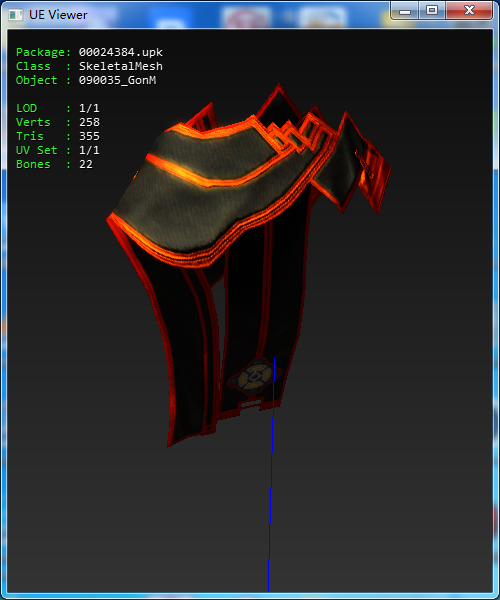 UE Viewer
Package: 00024384.upk
Class : SkeletalMesh
Object : 090035_GonM
LOD : 1/1
Verts : 258
Tris : 355
UV Set : 1/1
Bones : 22